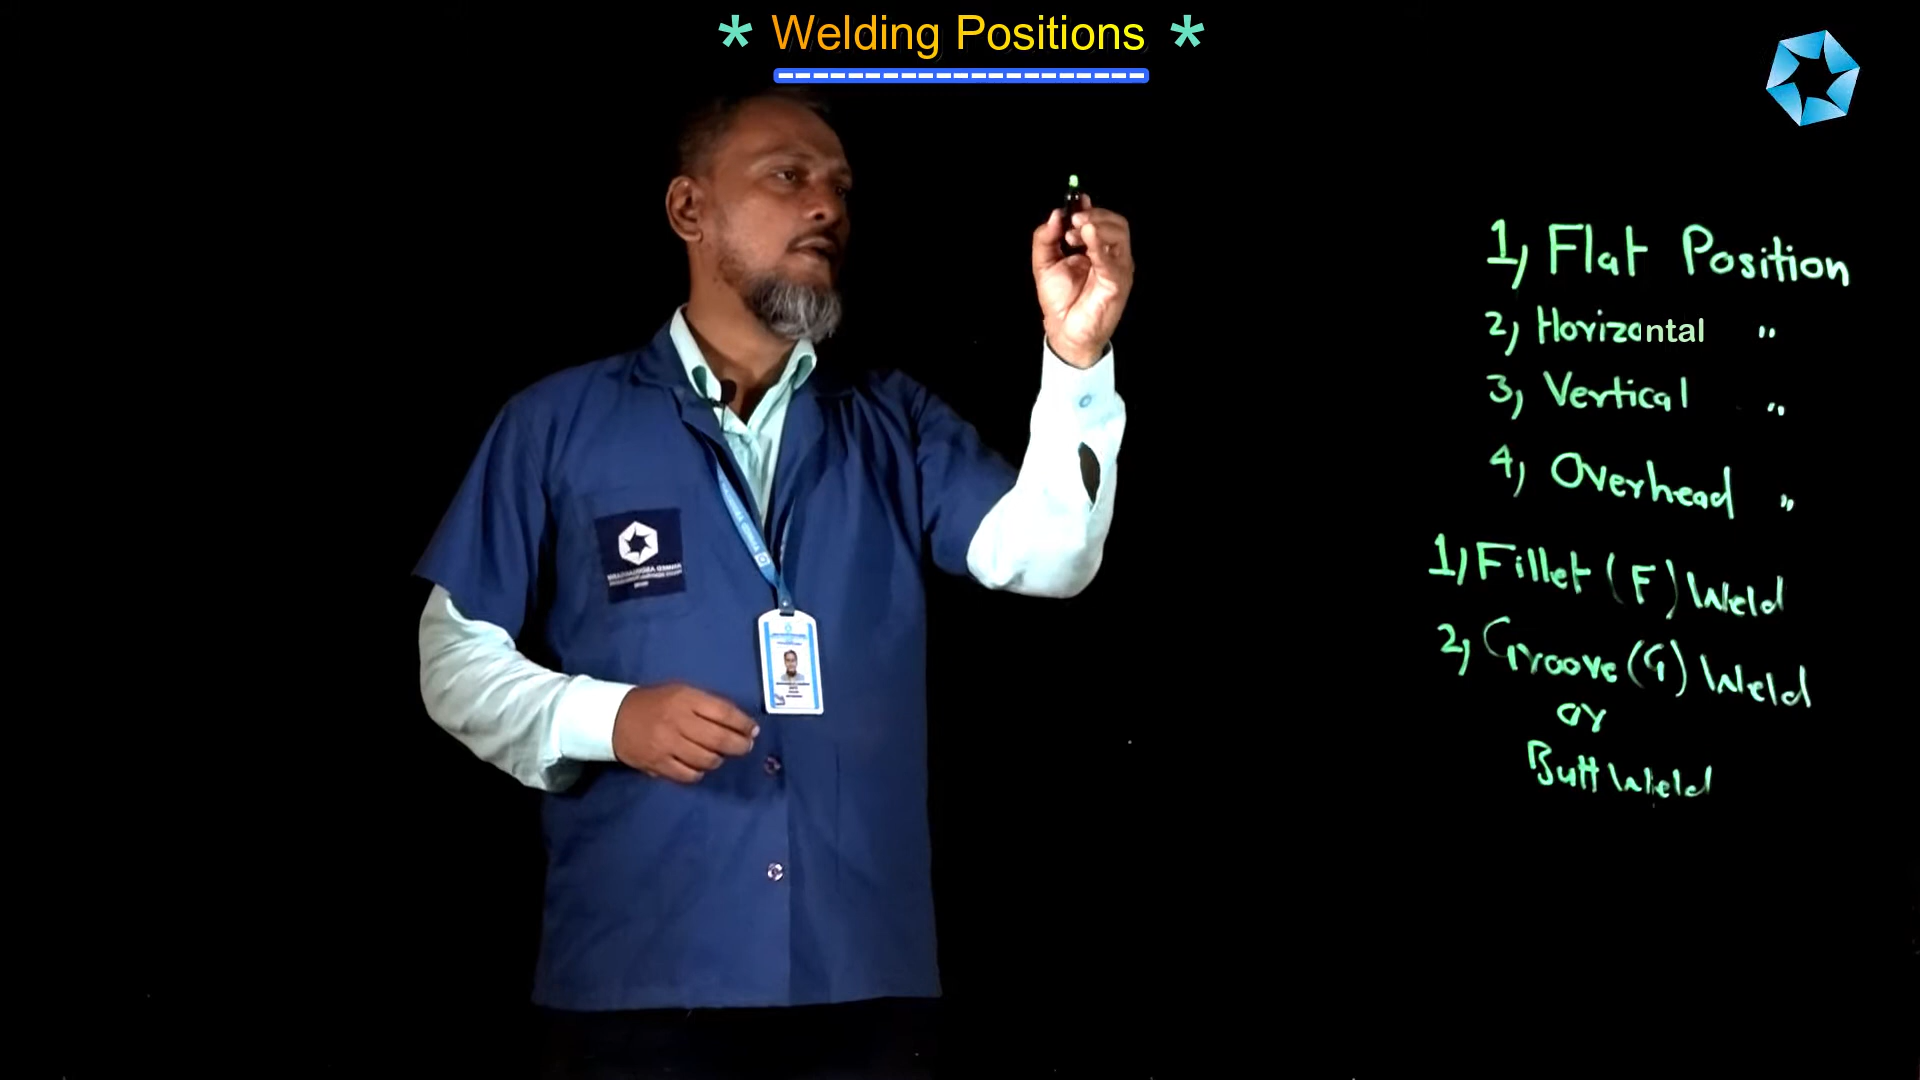 * Welding Positions *
1) Flat Position
2) Horizontal "
3) Vertical "
4) Overhead "
1) Fillet (F) Weld
2) Groove (G) Weld
or
Butt Weld